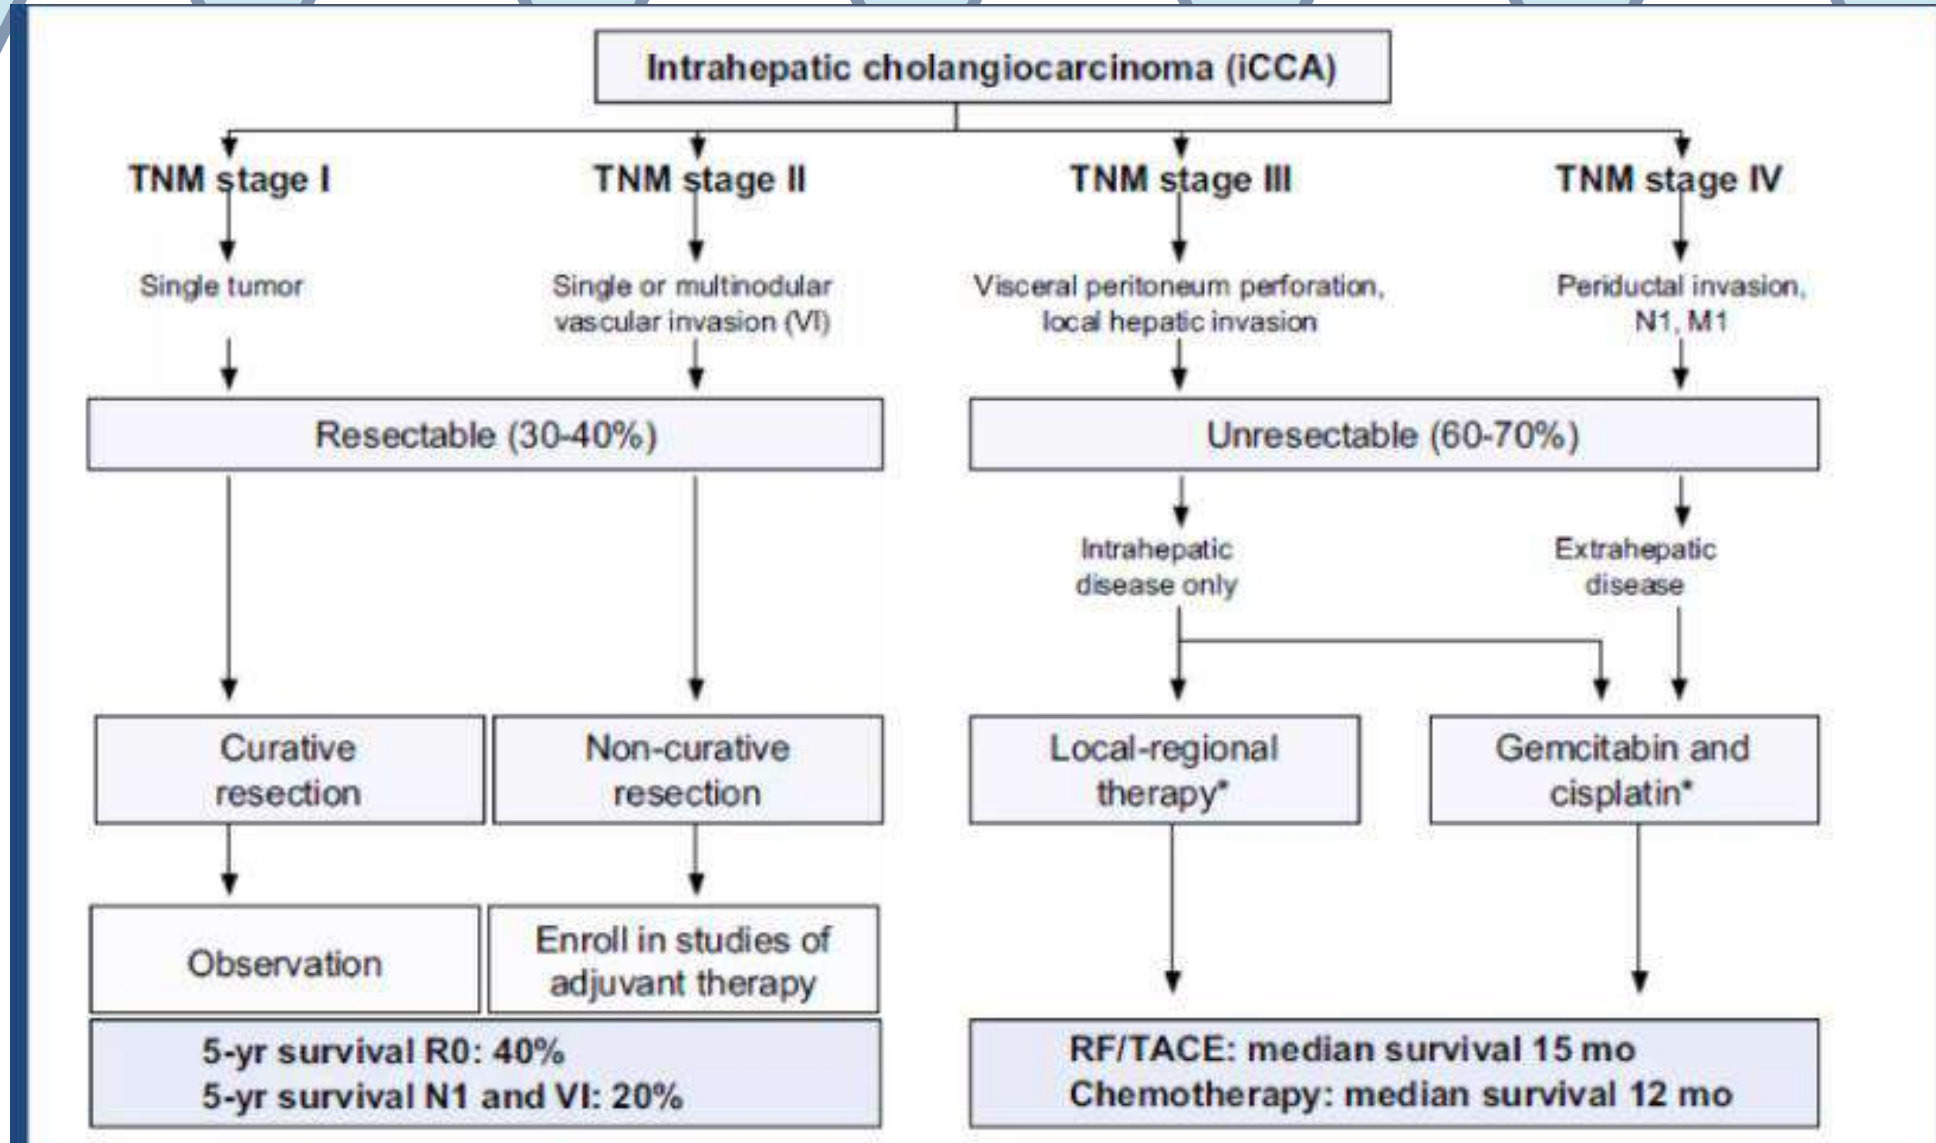 Intrahepatic cholangiocarcinoma (iCCA)
TNM stage I
TNM stage II
TNM stage III
TNM stage IV
Single tumor
Single or multinodular
vascular invasion (VI)
Visceral peritoneum perforation,
local hepatic invasion
Periductal invasion,
N1, M1
Resectable (30-40%)
Unresectable (60-70%)
Intrahepatic
disease only
Extrahepatic
disease
Curative
resection
Non-curative
resection
Local-regional
therapy*
Gemcitabin and
cisplatin*
Observation
Enroll in studies of
adjuvant therapy
5-yr survival R0: 40%
5-yr survival N1 and VI: 20%
RF/TACE: median survival 15 mo
Chemotherapy: median survival 12 mo